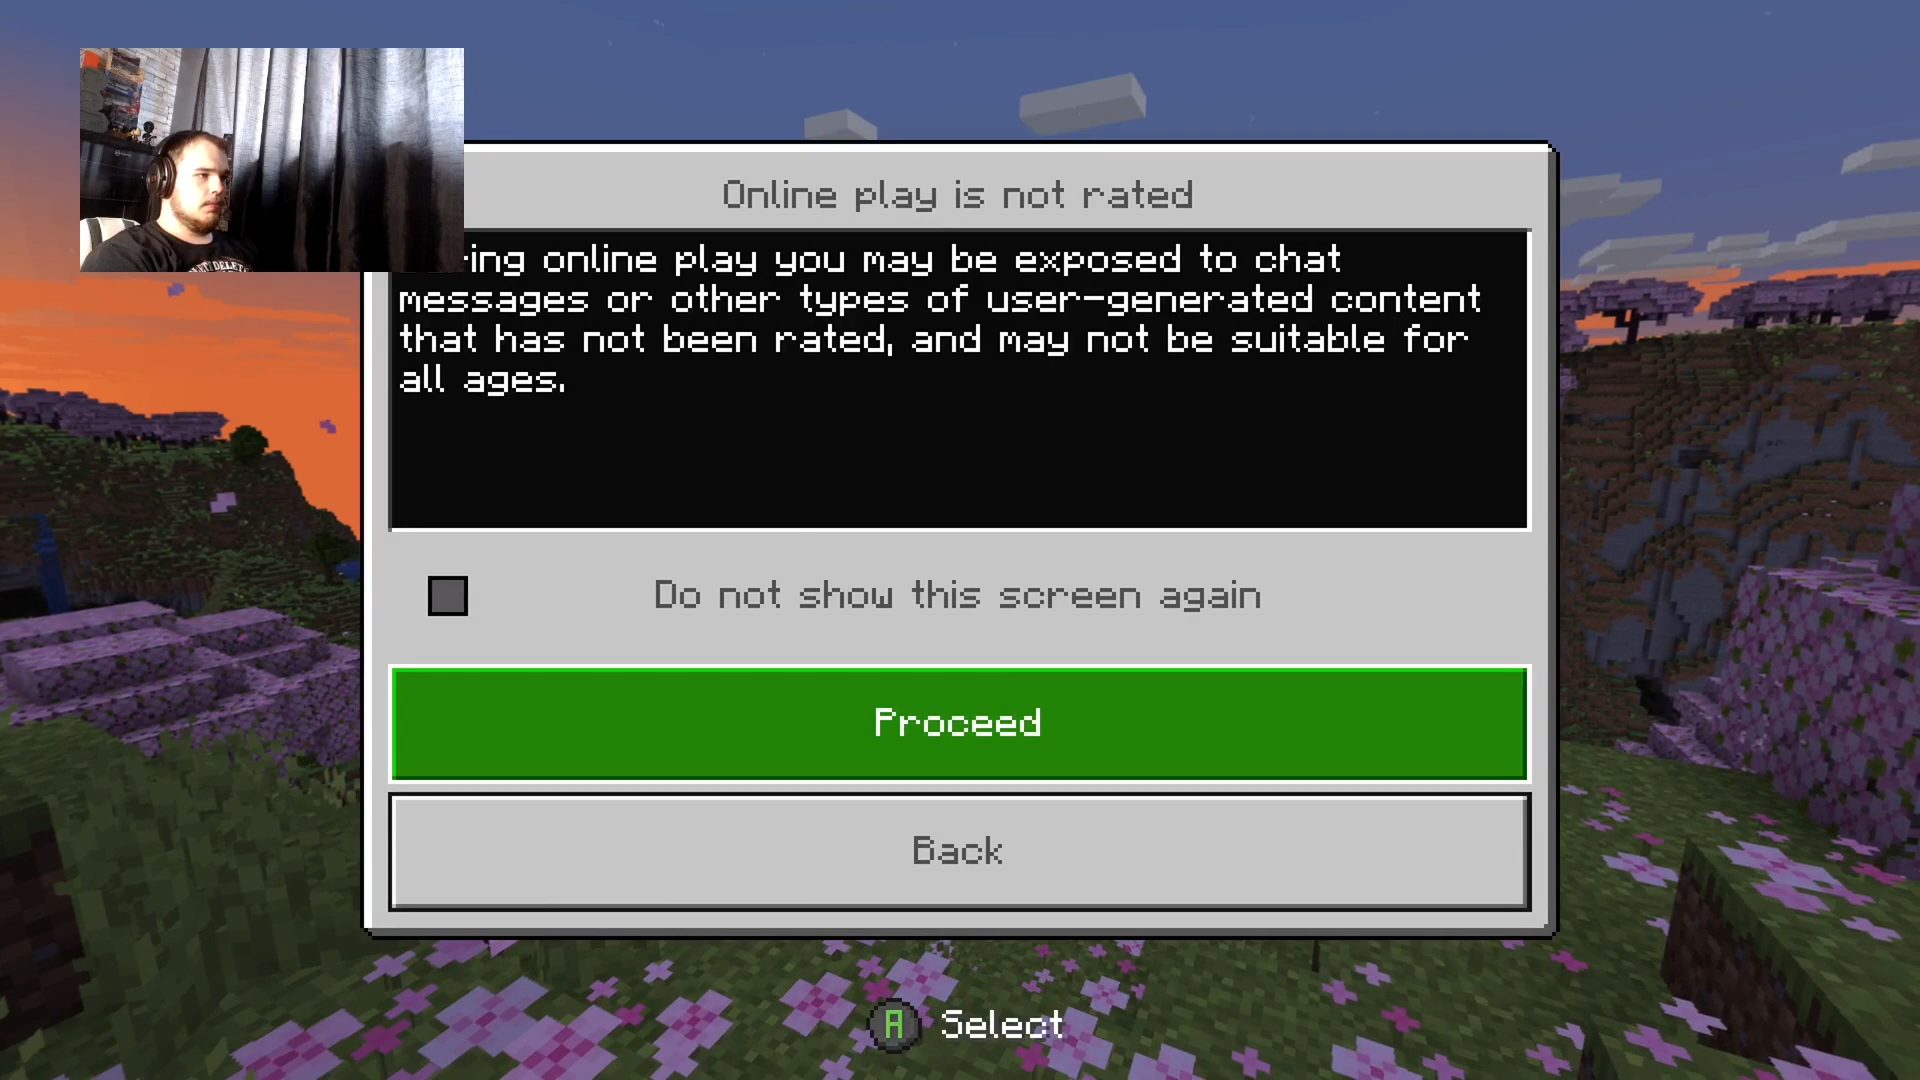 Online play is not rated
ring online play you may be exposed to chat
messages or other types of user-generated content
that has not been rated, and may not be suitable for
all ages.
Do not show this screen again
Proceed
Back
A Select